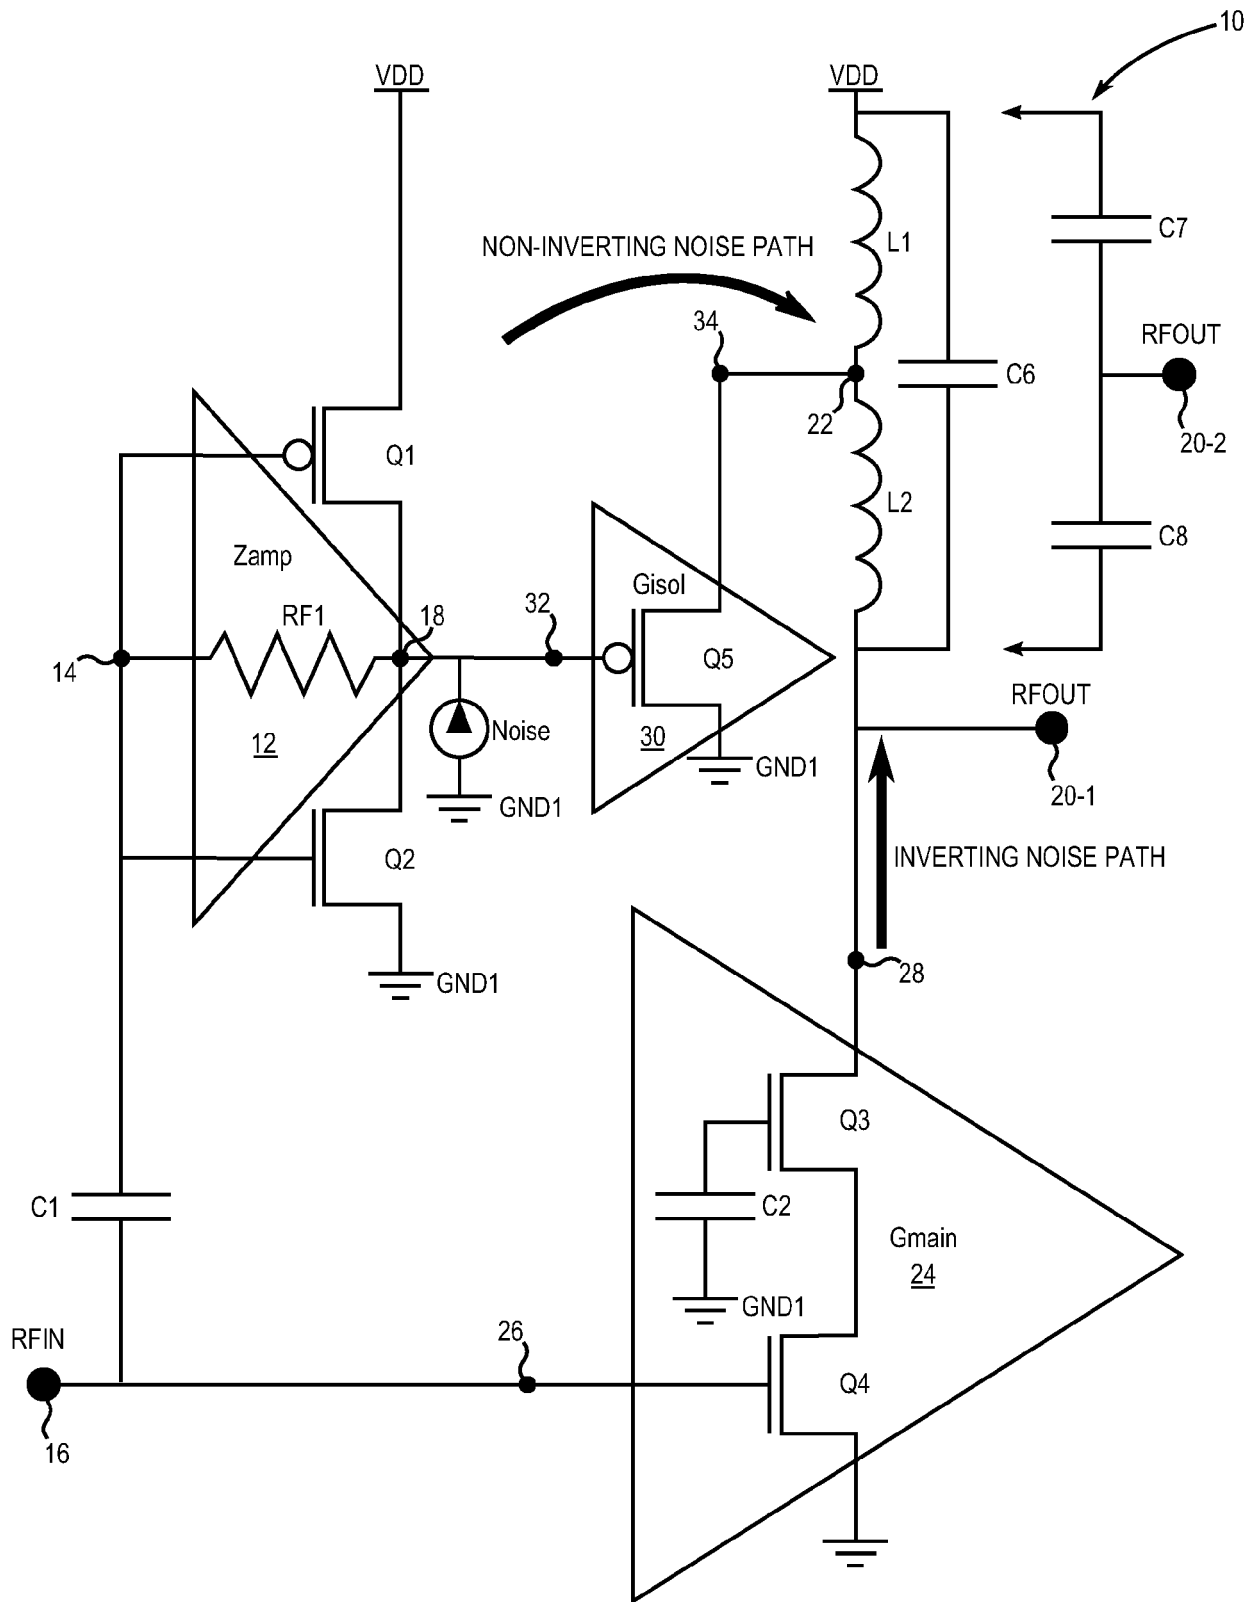 10
VDD
VDD
C7
L1
NON-INVERTING NOISE PATH
34
RFOUT
C6
22
20-2
Q1
L2
C8
Zamp
Gisol
RF1
18
32
14
Q5
RFOUT
12
Noise
30
GND1
20-1
GND1
INVERTING NOISE PATH
Q2
28
GND1
Q3
C1
C2
Gmain
24
GND1
26
RFIN
Q4
16